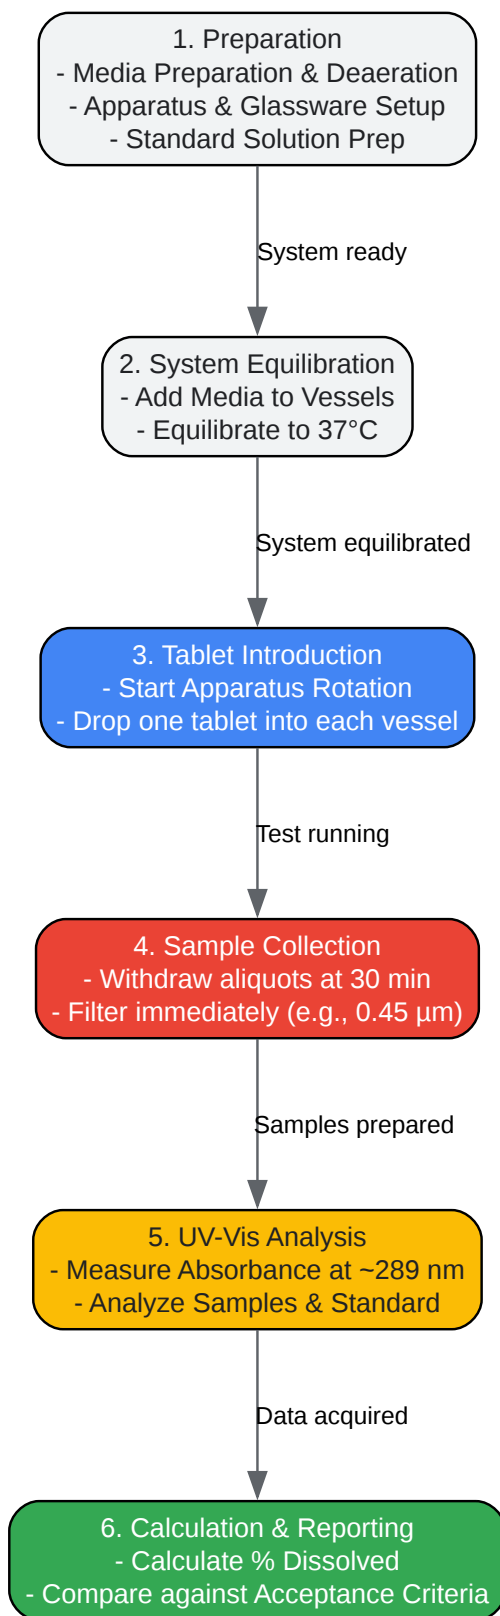 1. Preparation
- Media Preparation & Deaeration
- Apparatus & Glassware Setup
- Standard Solution Prep
System ready
2. System Equilibration
- Add Media to Vessels
- Equilibrate to 37°C
System equilibrated
3. Tablet Introduction
- Start Apparatus Rotation
- Drop one tablet into each vessel
Test running
4. Sample Collection
- Withdraw aliquots at 30 min
- Filter immediately (e.g., 0.45 µm)
Samples prepared
5. UV-Vis Analysis
- Measure Absorbance at ~289 nm
- Analyze Samples & Standard
Data acquired
6. Calculation & Reporting
- Calculate % Dissolved
- Compare against Acceptance Criteria